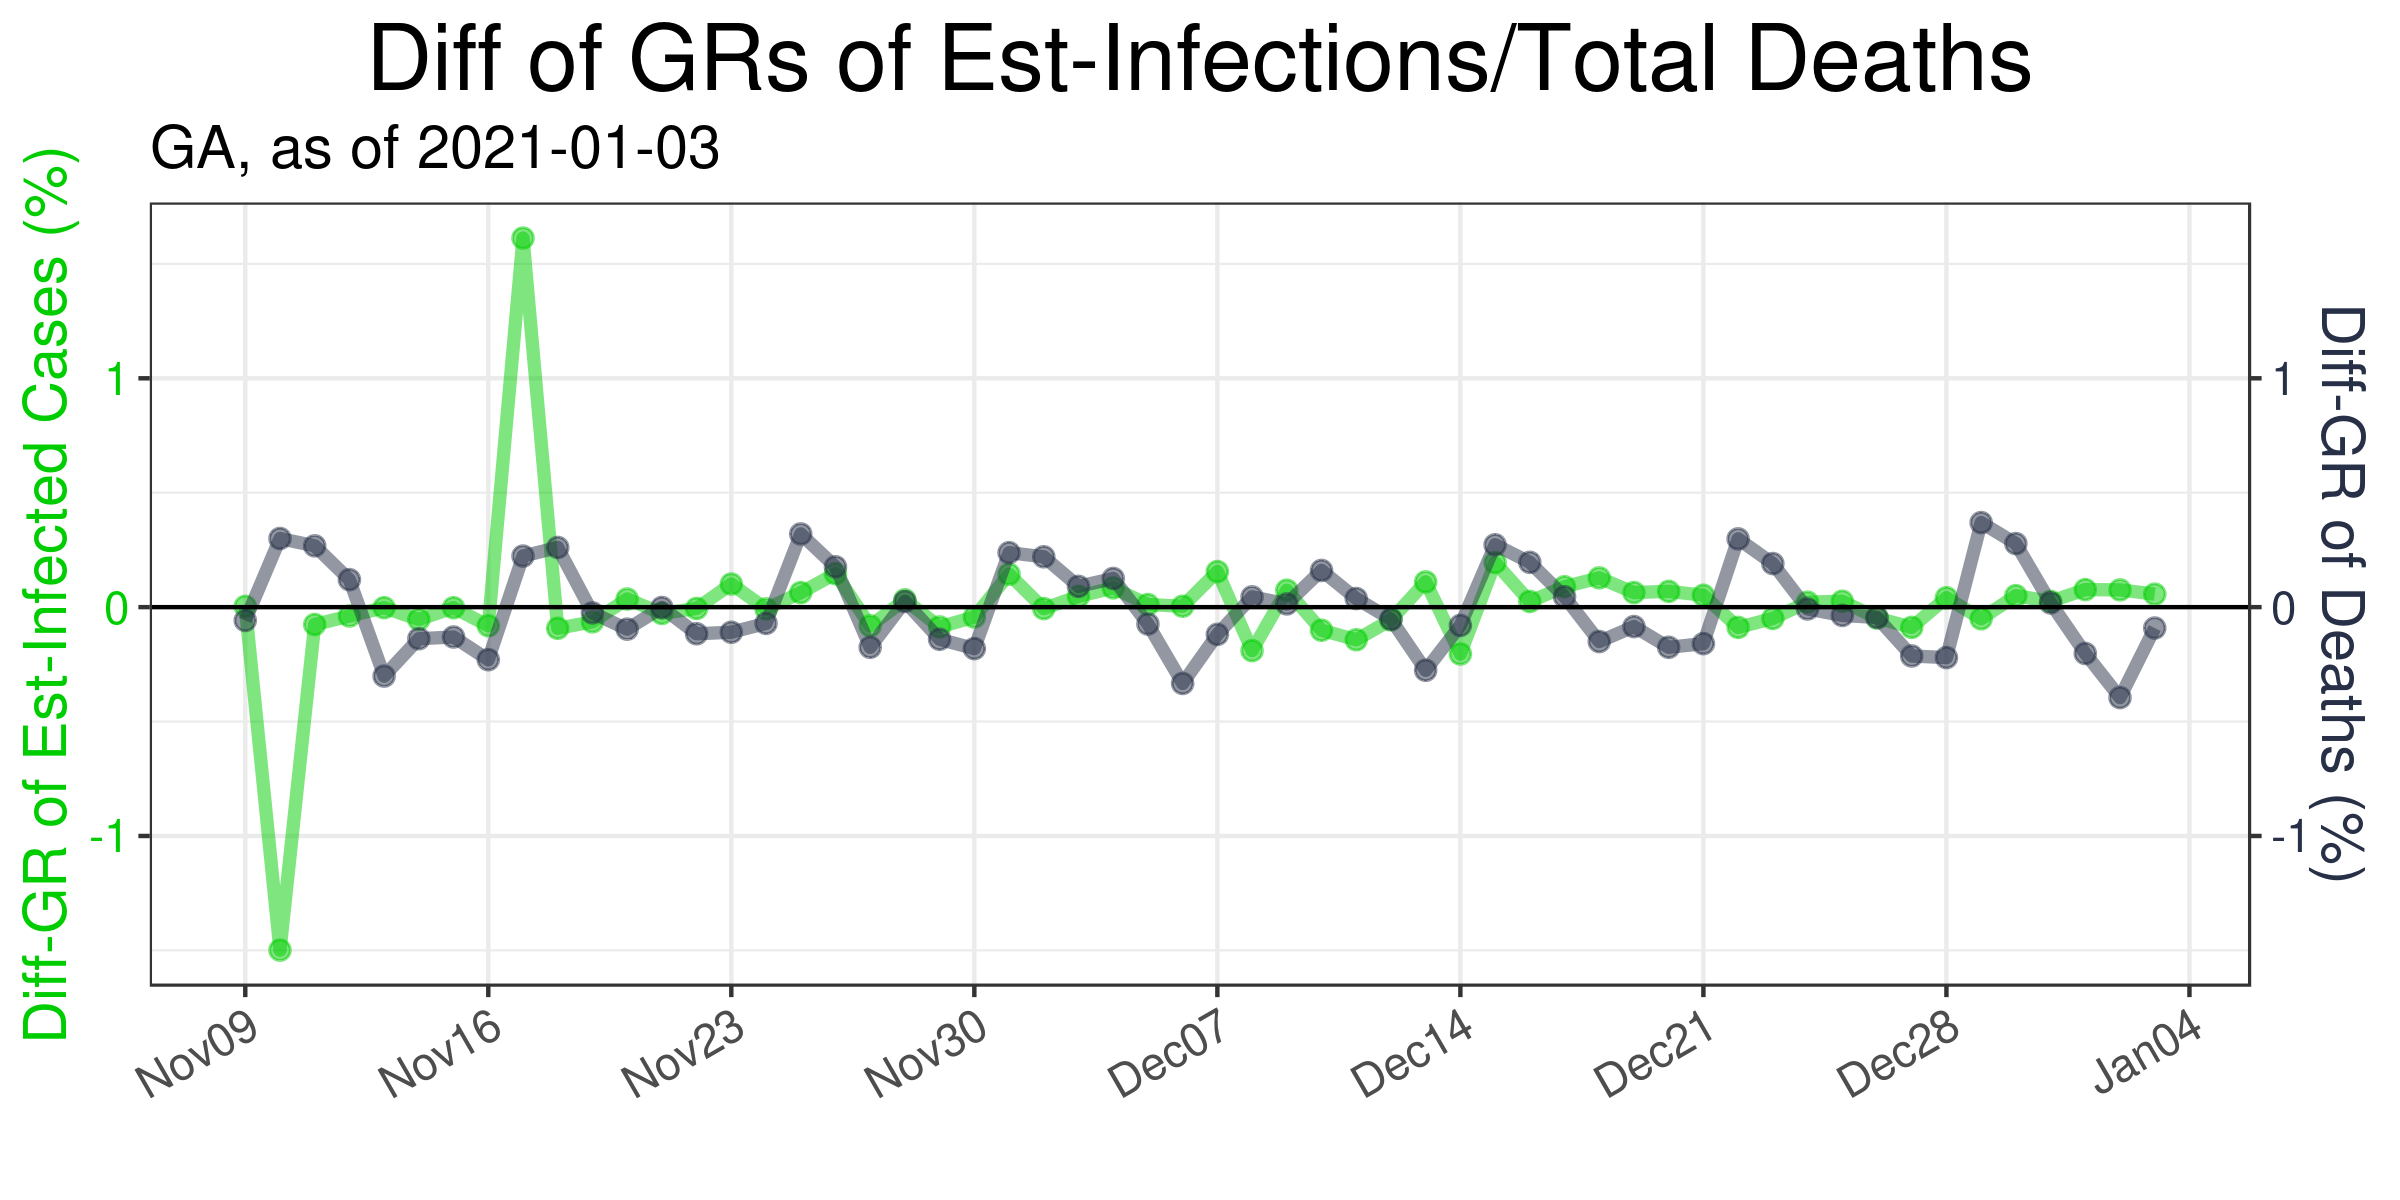 Diff of GRs of Est-Infections/Total Deaths
GA, as of 2021-01-03
Diff-GR of Est-Infected Cases (%)
1
0
-1
1
0
-1
Diff-GR of Deaths (%)
Nov09
Nov16
Nov23
Nov30
Dec07
Dec14
Dec21
Dec28
Jan04